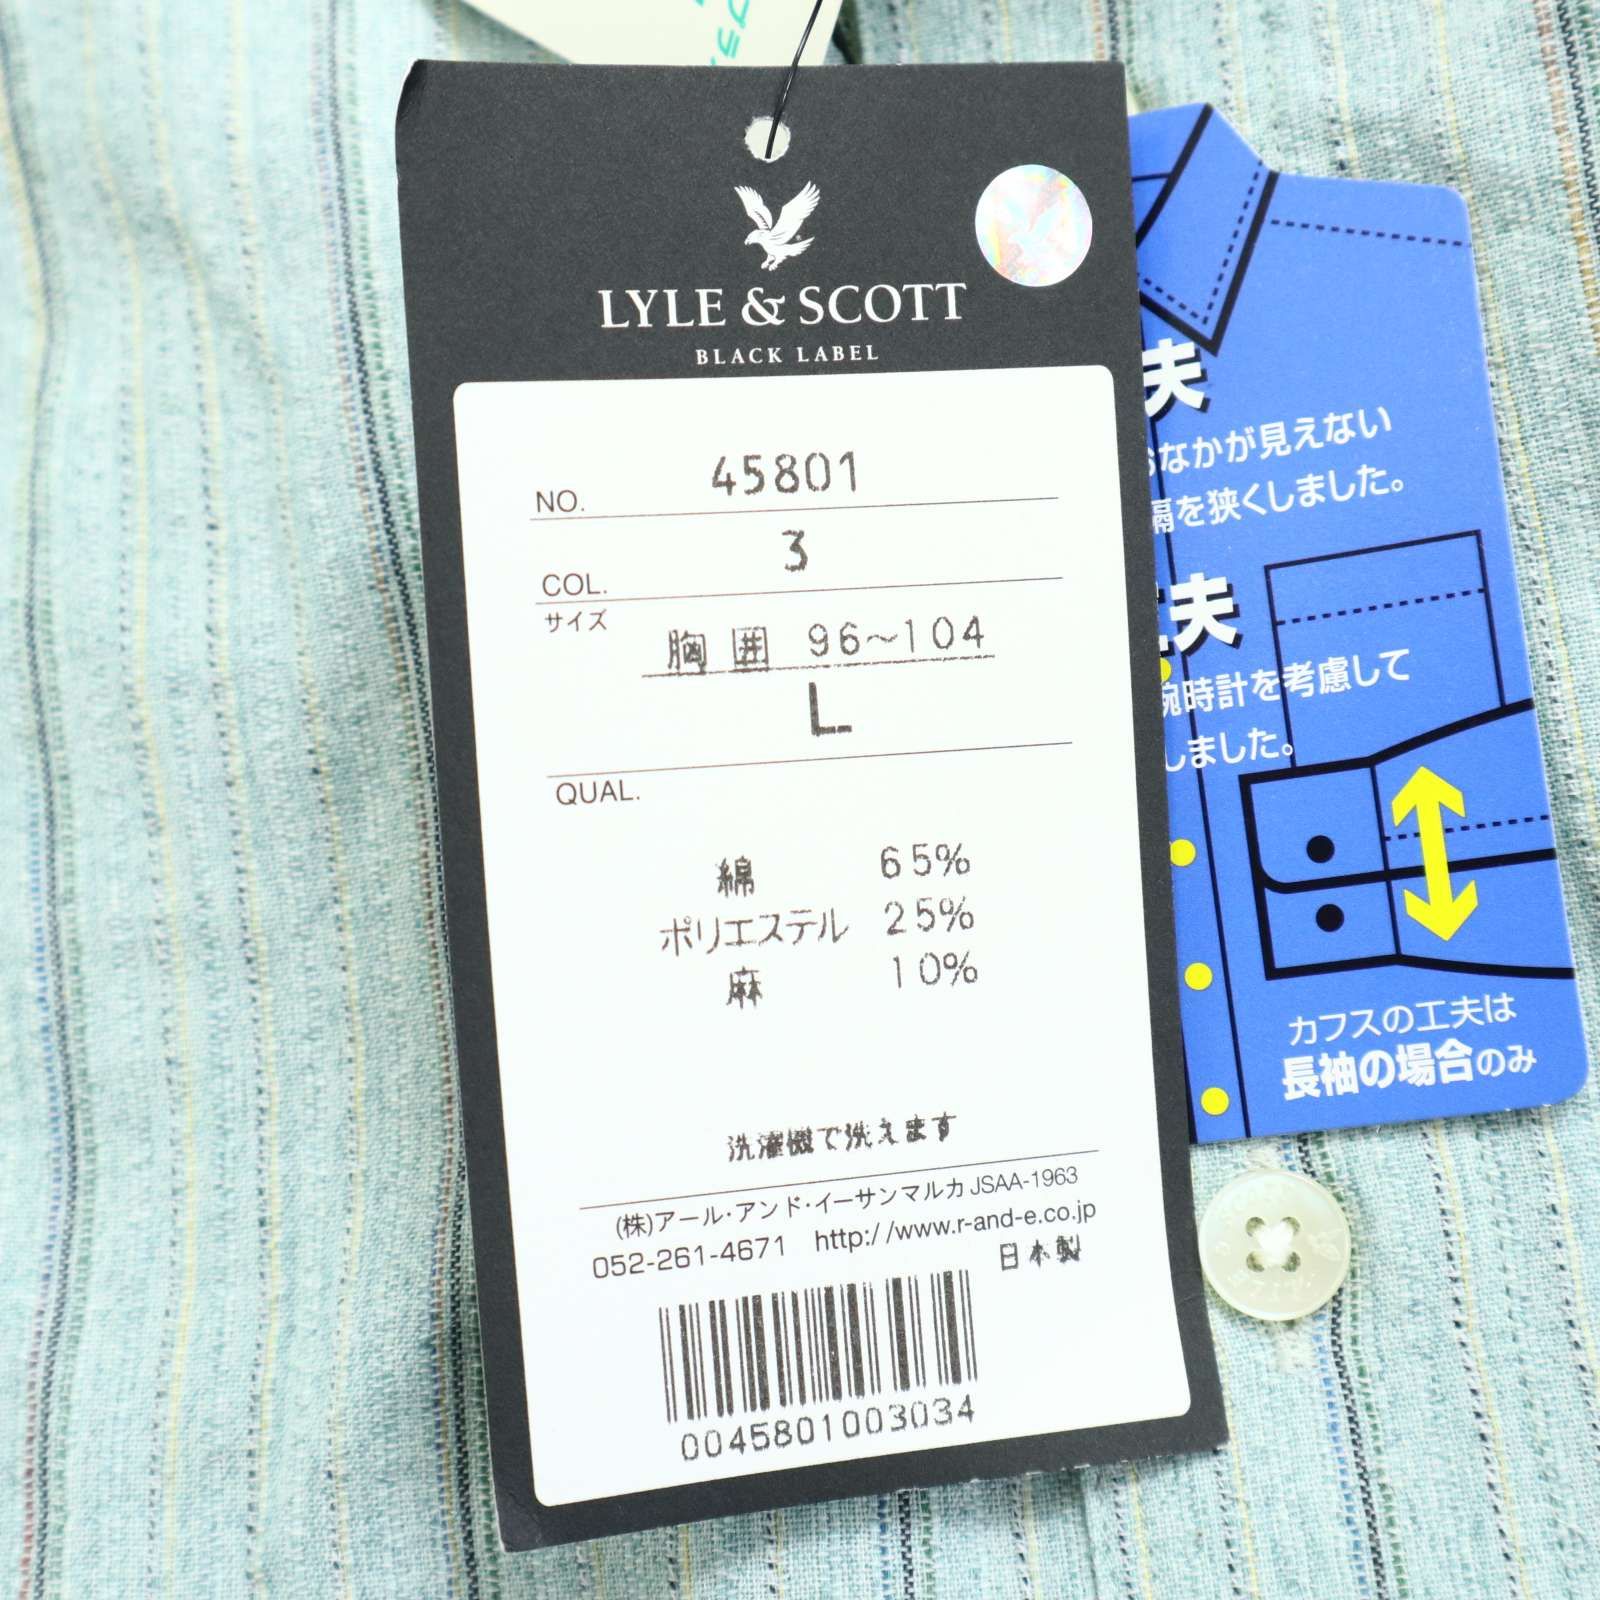 LYLE & SCOTT
BLACK LABEL
NO. 45801
COL. 3
サイズ
胸囲 96~104
L
QUAL.
綿 65%
ポリエステル 25%
麻 10%
洗濯機で洗えます
(株)アール・アンド・イーサンマルカ JSAA-1963
052-261-4671 http://www.r-and-e.co.jp
日本製
0045801003034
夫
なかが見えない
隔を狭くしました。
夫
腕時計を考慮して
しました。
カフスの工夫は
長袖の場合のみ